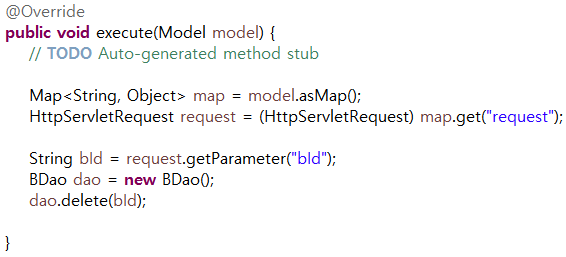 @Override
public void execute(Model model) {
// TODO Auto-generated method stub
Map<String, Object> map = model.asMap();
HttpServletRequest request = (HttpServletRequest) map.get("request");
String bId = request.getParameter("bId");
BDao dao = new BDao();
dao.delete(bId);
}